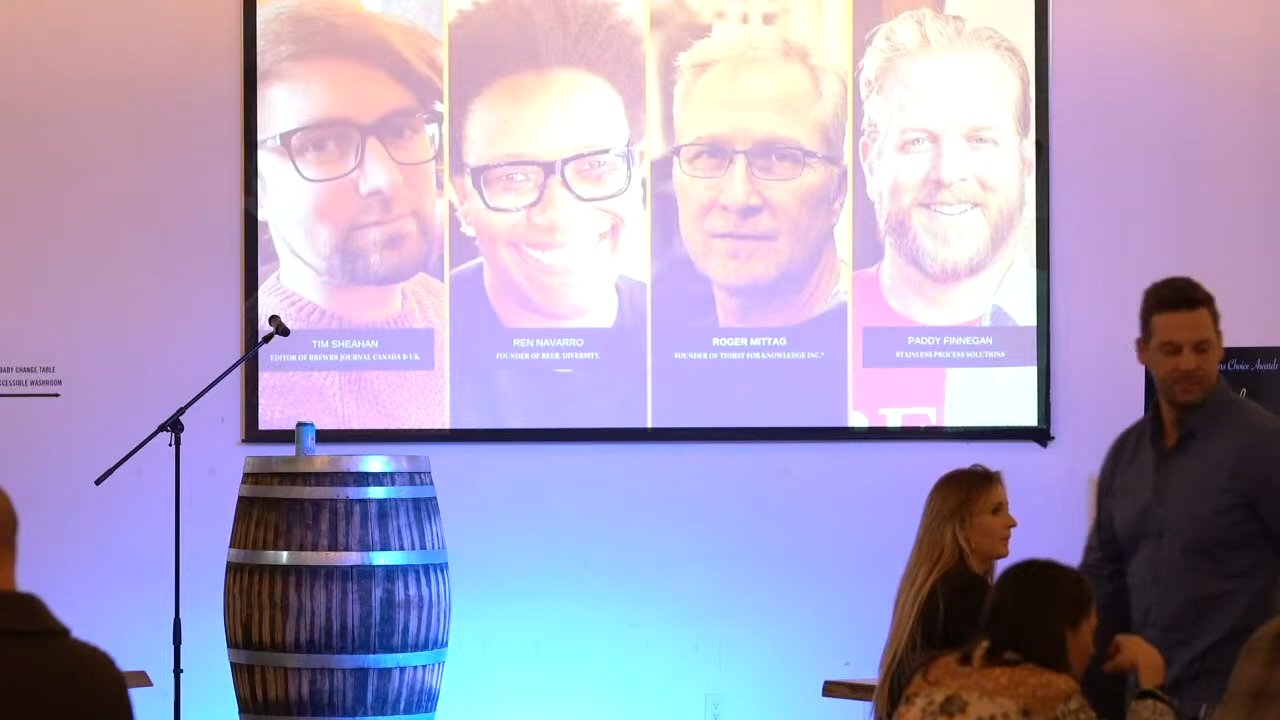 TIM SHEAHAN
EDITOR OF BREWRS JOURNAL CANADA & UK
REN NAVARRO
FOUNDER OF BEER. DIVERSITY.
ROGER MITTAG
FOUNDER OF THIRST FOR KNOWLEDGE INC.®
PADDY FINNEGAN
STAINLESS PROCESS SOLUTIONS
BABY CHANGE TABLE
ACCESSIBLE WASHROOM
Choice Awards